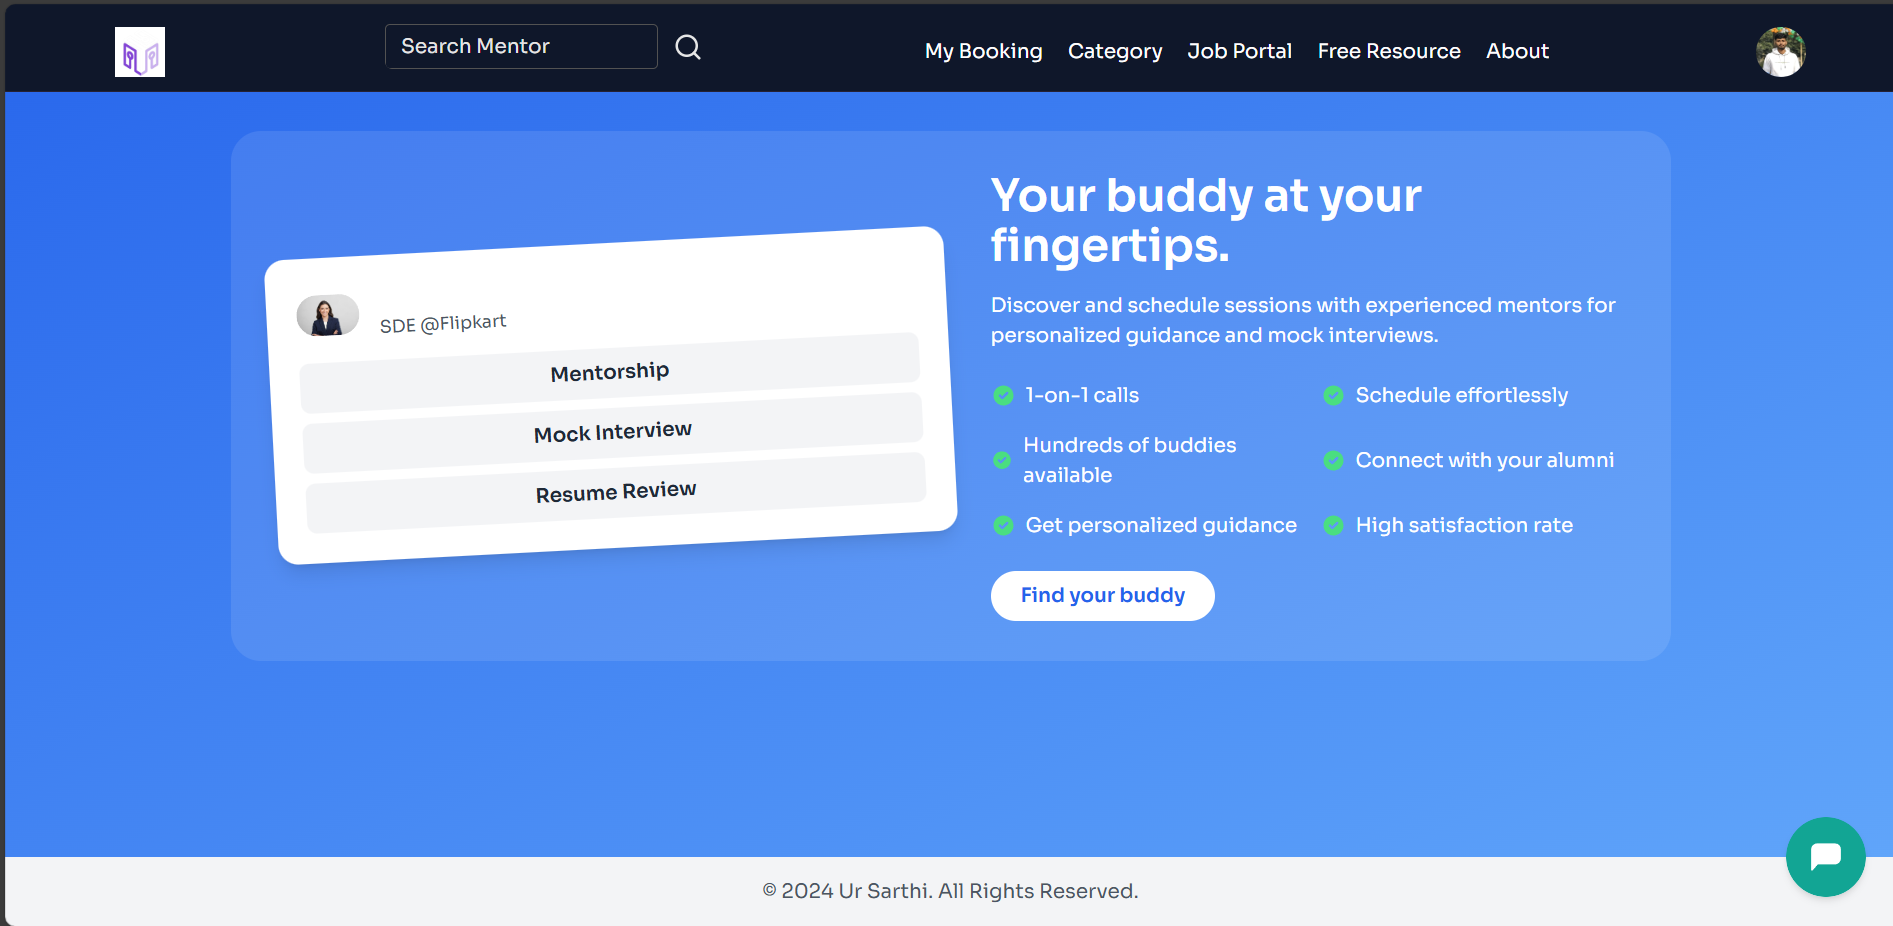 Search Mentor
My Booking
Category
Job Portal
Free Resource
About
SDE @Flipkart
Mentorship
Mock Interview
Resume Review
Your buddy at your
fingertips.
Discover and schedule sessions with experienced mentors for
personalized guidance and mock interviews.
1-on-1 calls
Schedule effortlessly
Hundreds of buddies
available
Connect with your alumni
Get personalized guidance
High satisfaction rate
Find your buddy
© 2024 Ur Sarthi. All Rights Reserved.